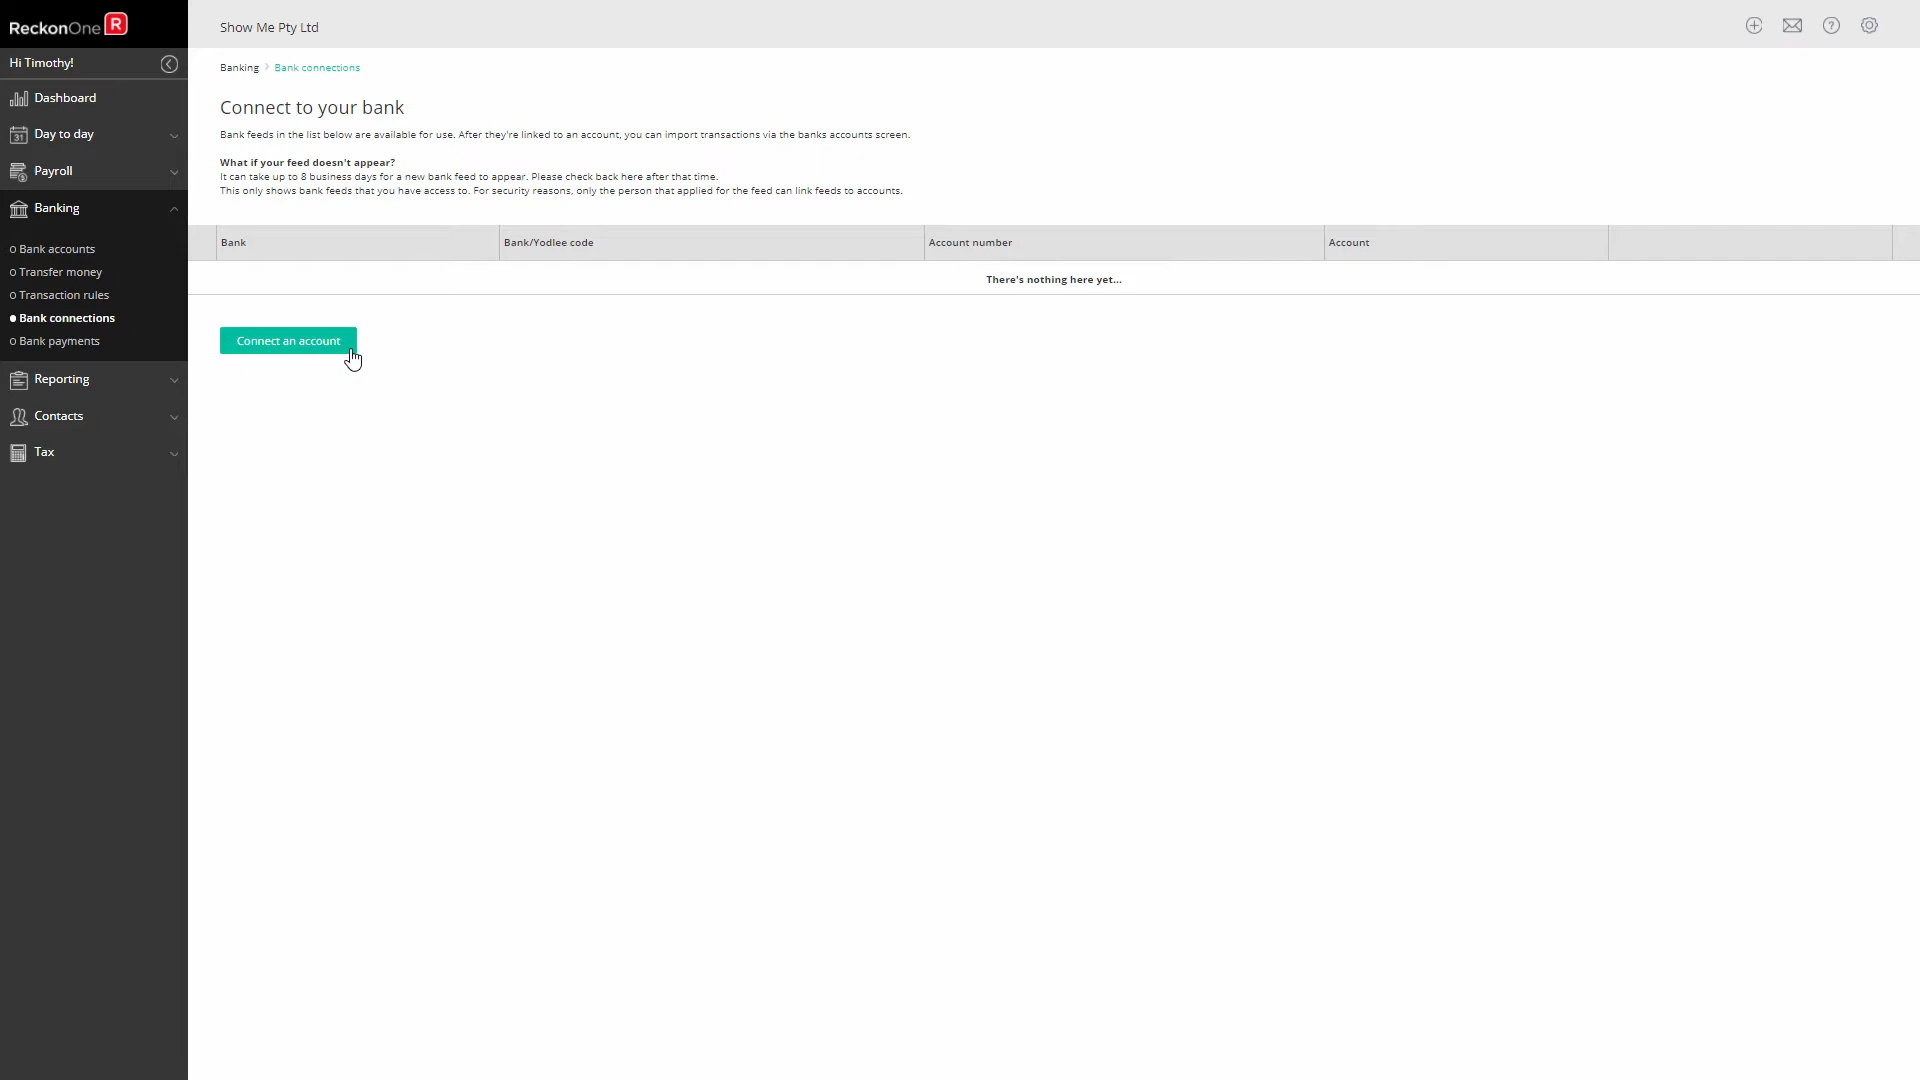 ReckonOne R
Show Me Pty Ltd
Hi Timothy!
Dashboard
Day to day
Payroll
Banking
Bank accounts
Transfer money
Transaction rules
Bank connections
Bank payments
Reporting
Contacts
Tax
31
Banking Bank connections
Connect to your bank
Bank feeds in the list below are available for use. After they're linked to an account, you can import transactions via the banks accounts screen.
What if your feed doesn't appear?
It can take up to 8 business days for a new bank feed to appear. Please check back here after that time.
This only shows bank feeds that you have access to. For security reasons, only the person that applied for the feed can link feeds to accounts.
Bank Bank/Yodlee code Account number Account
There's nothing here yet...
Connect an account